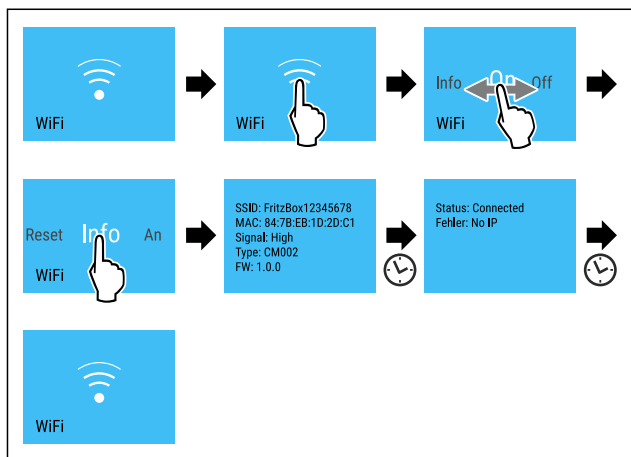 WiFi
WiFi
Info On Off
WiFi
Reset Info An
WiFi
SSID: FritzBox12345678
MAC: 84:7B:EB:1D:2D:C1
Signal: High
Type: CM002
FW: 1.0.0
Status: Connected
Fehler: No IP
WiFi